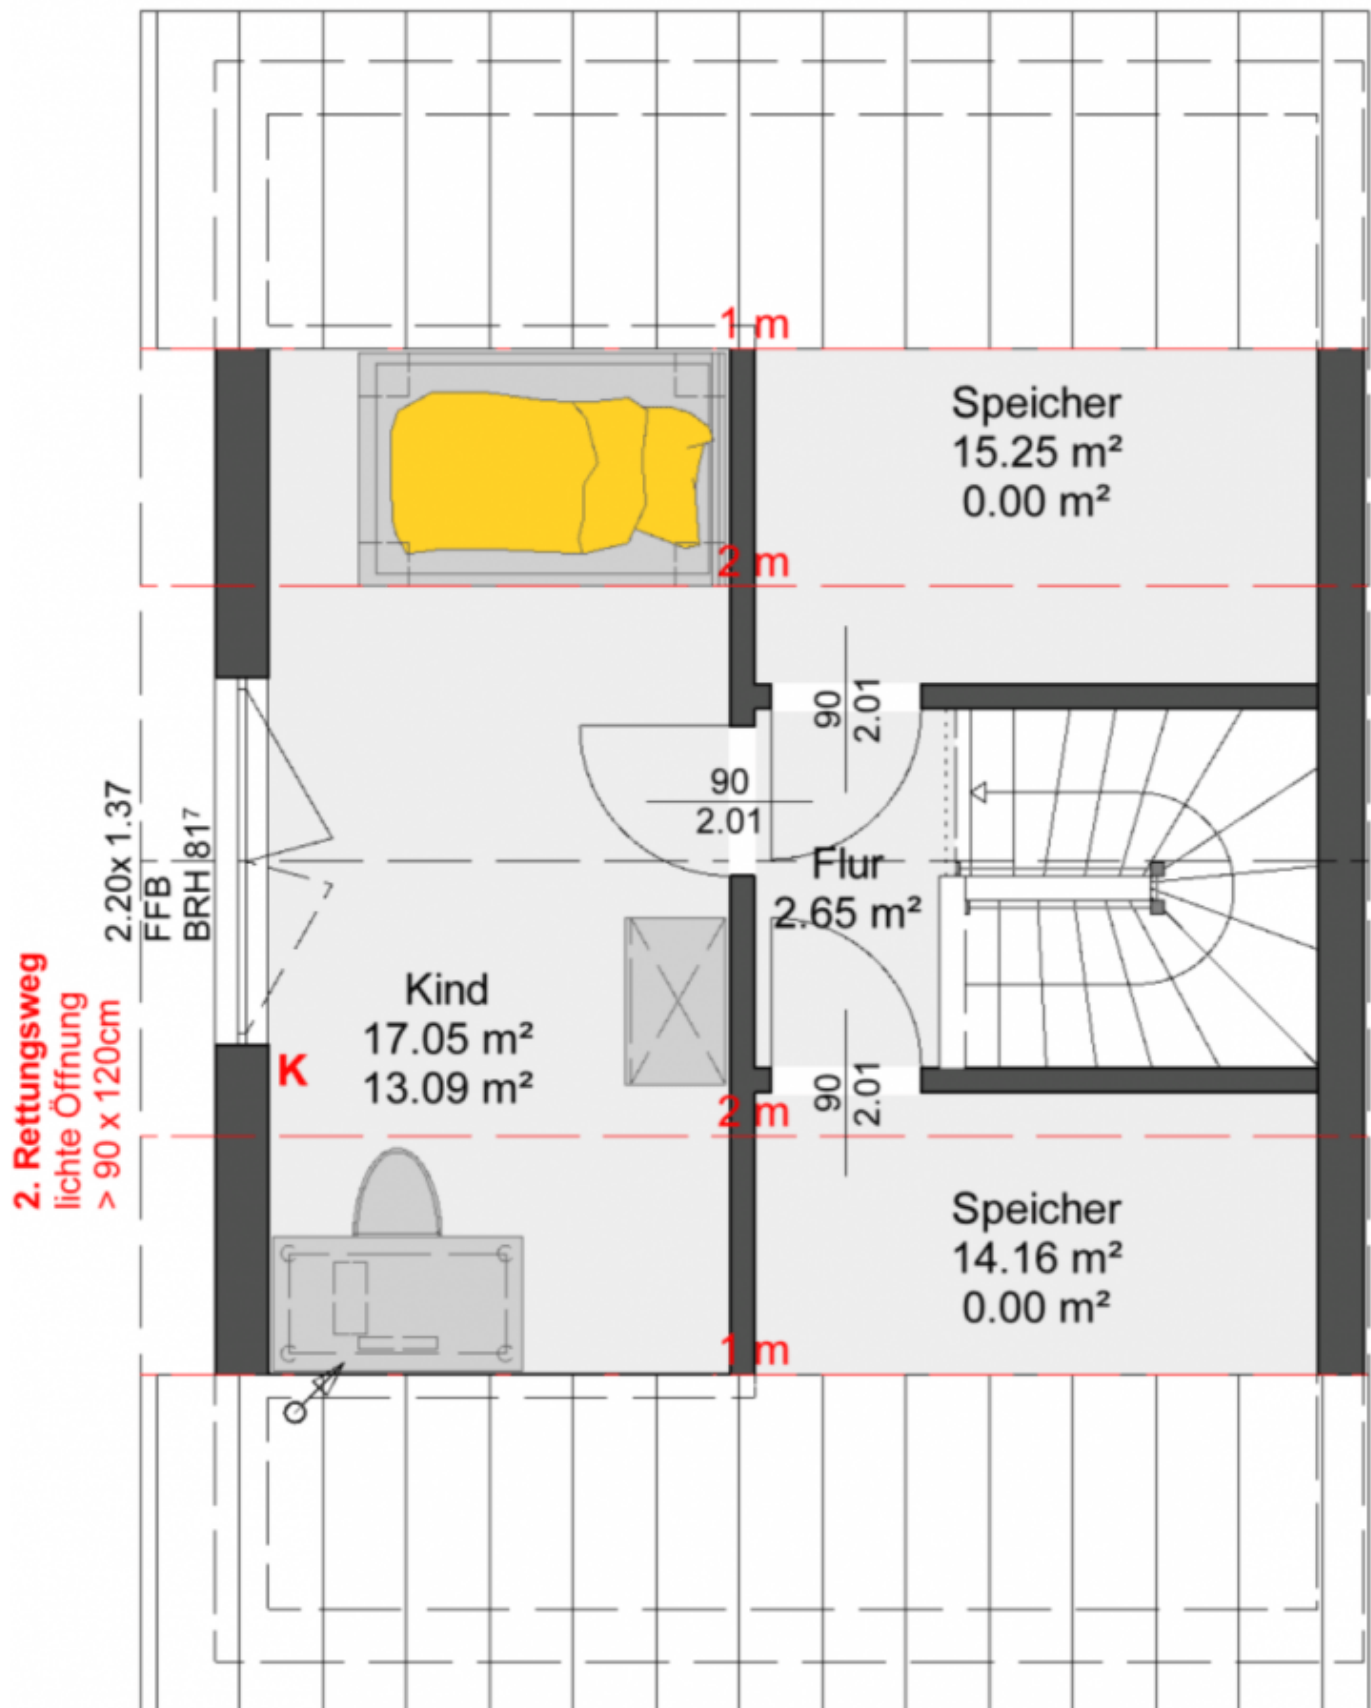 1 m
Speicher
15.25 m²
0.00 m²
2 m
90
2.01
90
2.01
2.20x 1.37
FFB
BRH 81⁷
Flur
2.65 m²
2. Rettungsweg
lichte Öffnung
> 90 x 120cm
Kind
17.05 m²
13.09 m²
K
90
2.01
2 m
Speicher
14.16 m²
0.00 m²
1 m